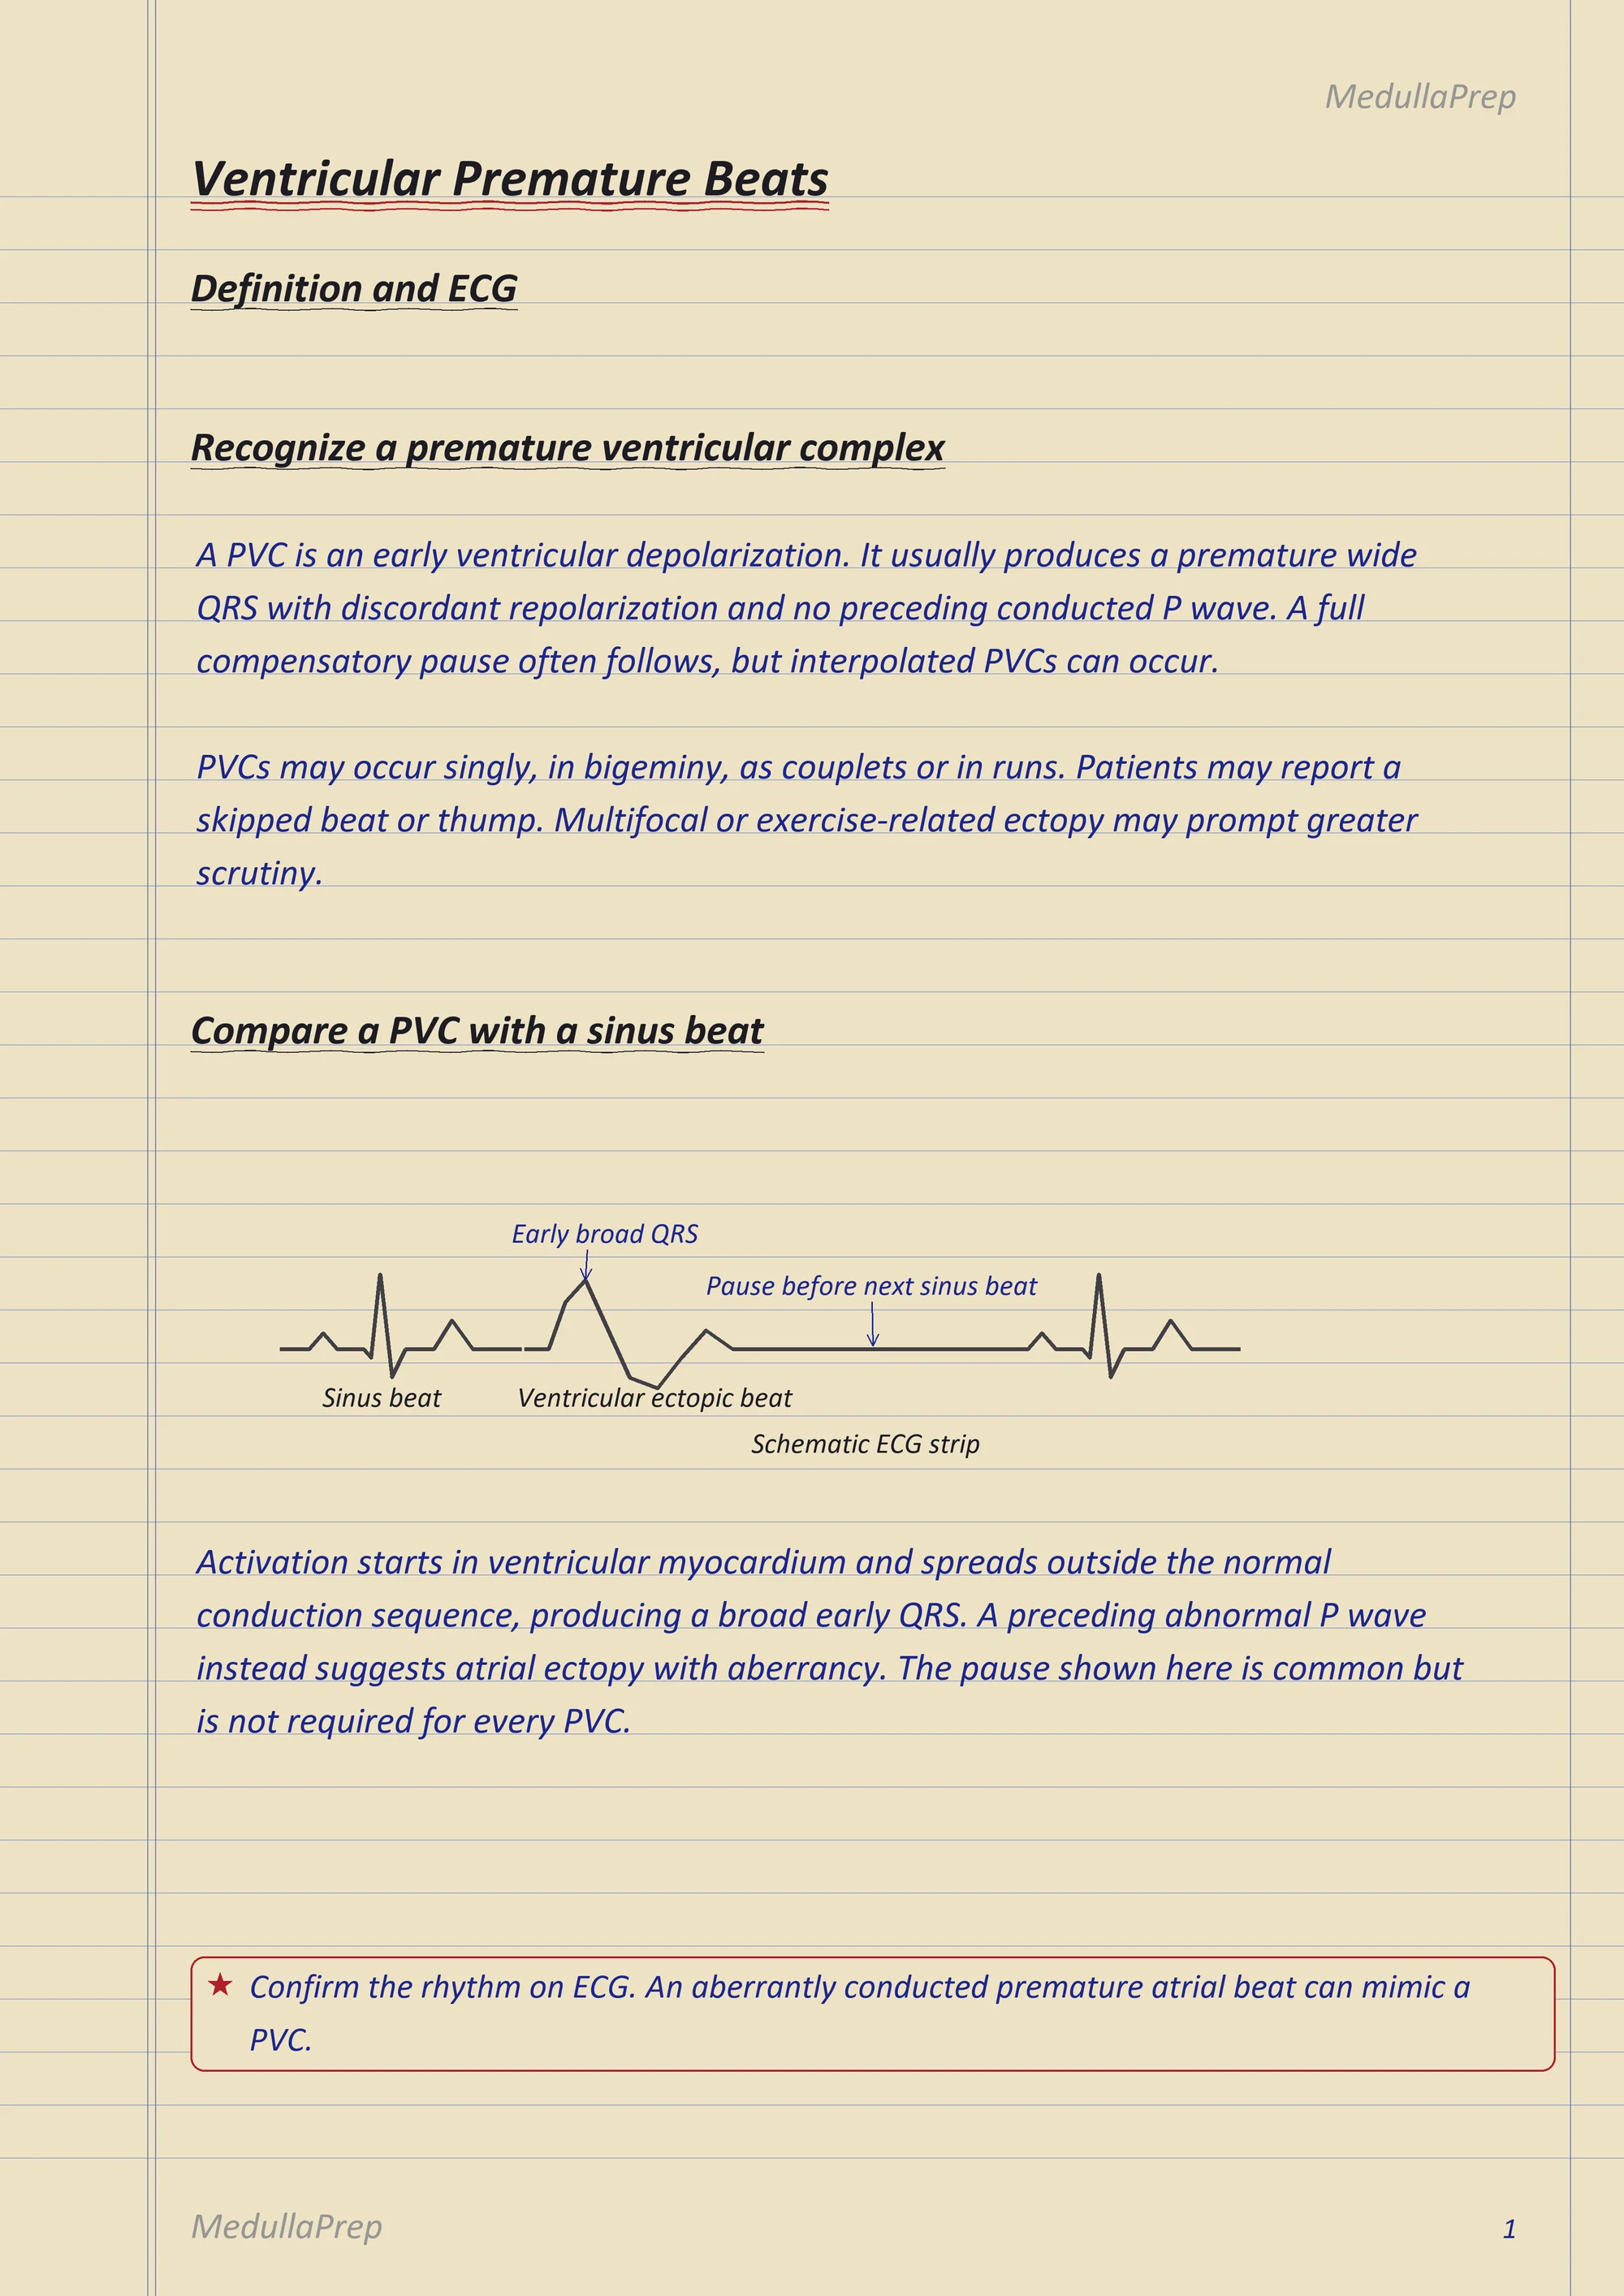 MedullaPrep
Ventricular Premature Beats
Definition and ECG
Recognize a premature ventricular complex
A PVC is an early ventricular depolarization. It usually produces a premature wide
QRS with discordant repolarization and no preceding conducted P wave. A full
compensatory pause often follows, but interpolated PVCs can occur.
PVCs may occur singly, in bigeminy, as couplets or in runs. Patients may report a
skipped beat or thump. Multifocal or exercise-related ectopy may prompt greater
scrutiny.
Compare a PVC with a sinus beat
Early broad QRS
Pause before next sinus beat
Sinus beat
Ventricular ectopic beat
Schematic ECG strip
Activation starts in ventricular myocardium and spreads outside the normal
conduction sequence, producing a broad early QRS. A preceding abnormal P wave
instead suggests atrial ectopy with aberrancy. The pause shown here is common but
is not required for every PVC.
★ Confirm the rhythm on ECG. An aberrantly conducted premature atrial beat can mimic a
PVC.
MedullaPrep
1